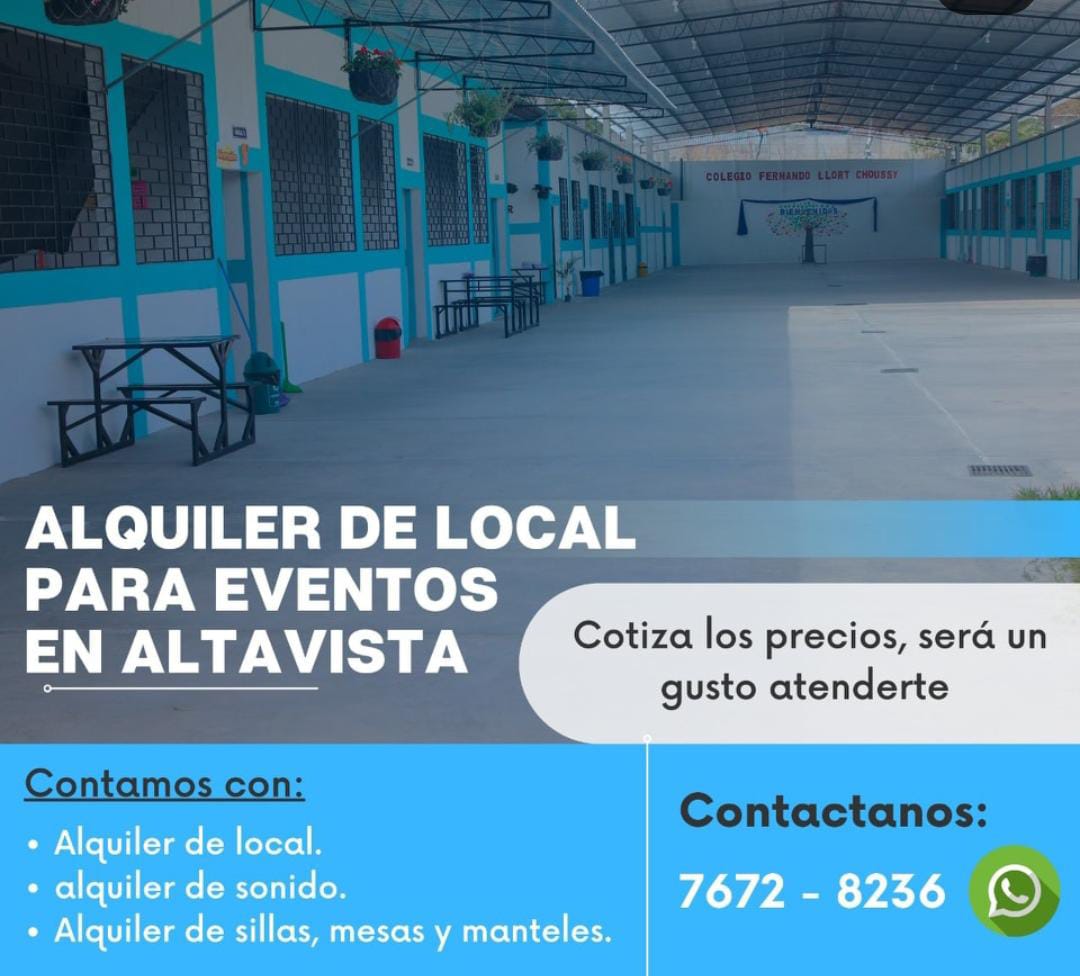 COLEGIO FERNANDO LLORT CHOUSSY
BIENVENIDOS
ALQUILER DE LOCAL
PARA EVENTOS
EN ALTAVISTA
Cotiza los precios, será un
gusto atenderte
Contamos con:
• Alquiler de local.
• alquiler de sonido.
• Alquiler de sillas, mesas y manteles.
Contactanos:
7672 - 8236